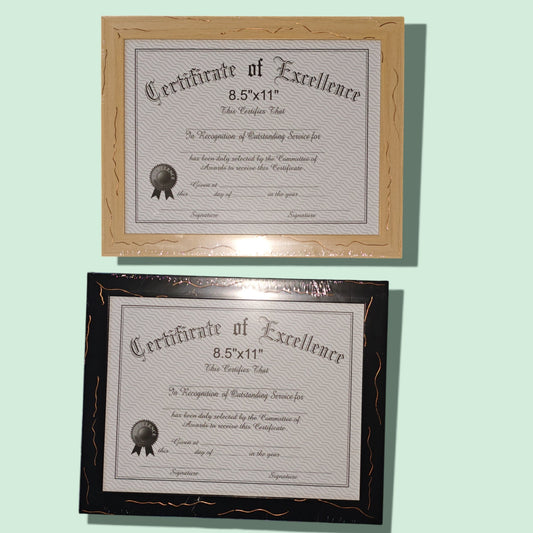 Certificate of Excellence
8.5"x11"
This Certifies That
In Recognition of Outstanding Service for
has been duly selected by the Committee of
Awards to receive this Certificate
Given at
this day of in the year
Signature Signature
Certificate of Excellence
8.5"x11"
This Certifies That
In Recognition of Outstanding Service for
has been duly selected by the Committee of
Awards to receive this Certificate
Given at
this day of in the year
Signature Signature